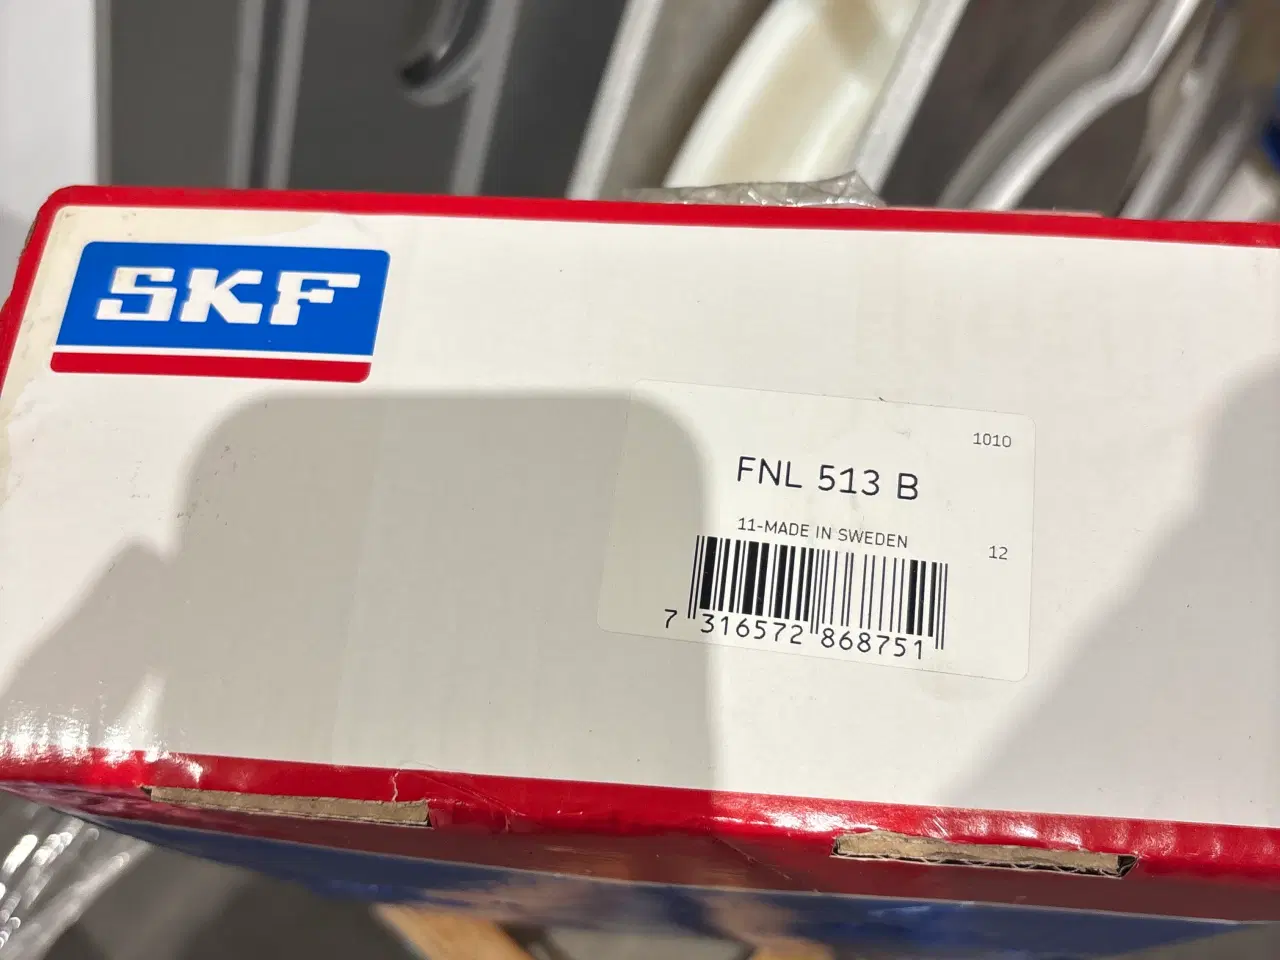 SKF
1010
FNL 513 B
11-MADE IN SWEDEN
12
7 316572 868751